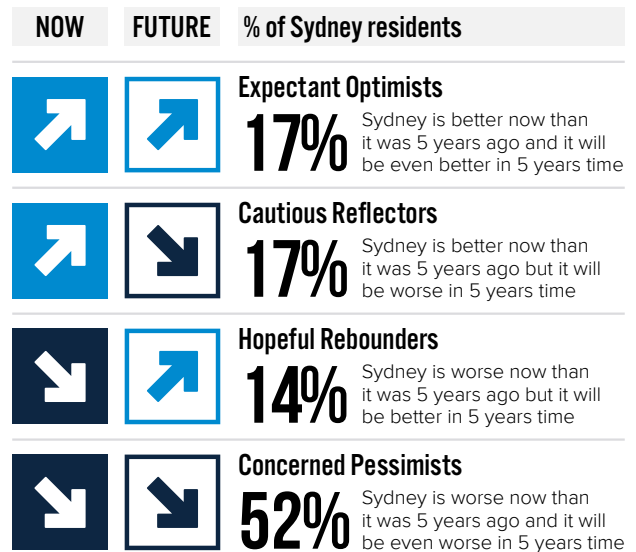 NOW FUTURE % of Sydney residents
Expectant Optimists
17%
Sydney is better now than
it was 5 years ago and it will
be even better in 5 years time
Cautious Reflectors
17%
Sydney is better now than
it was 5 years ago but it will
be worse in 5 years time
Hopeful Rebounders
14%
Sydney is worse now than
it was 5 years ago but it will
be better in 5 years time
Concerned Pessimists
52%
Sydney is worse now than
it was 5 years ago and it will
be even worse in 5 years time